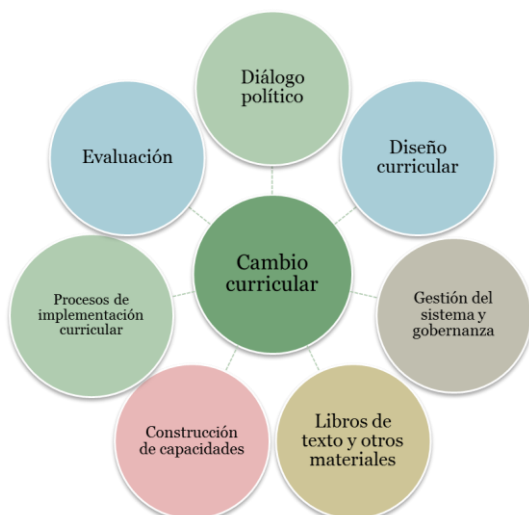 Diálogo
político
Diseño
curricular
Gestión del
sistema y
gobernanza
Libros de
texto y otros
materiales
Construcción
de capacidades
Procesos de
implementación
curricular
Evaluación
Cambio
curricular